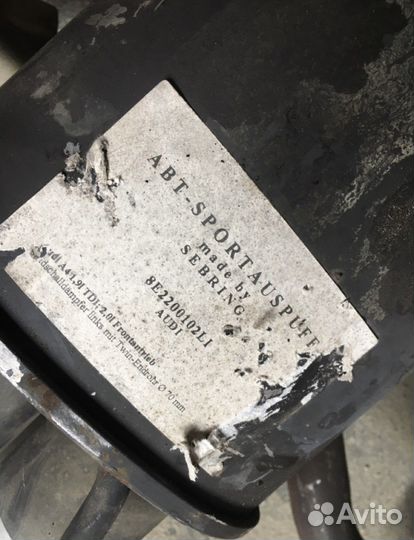 ABT-SPORTAUSPUFF
made by
SEBRING
8E2200102LI
AUDI
Audi A4 1,9l TDI; 2,0l Frontantrieb
Endschalldämpfer links mit Twin-Endrohr Ø 70 mm
Avito